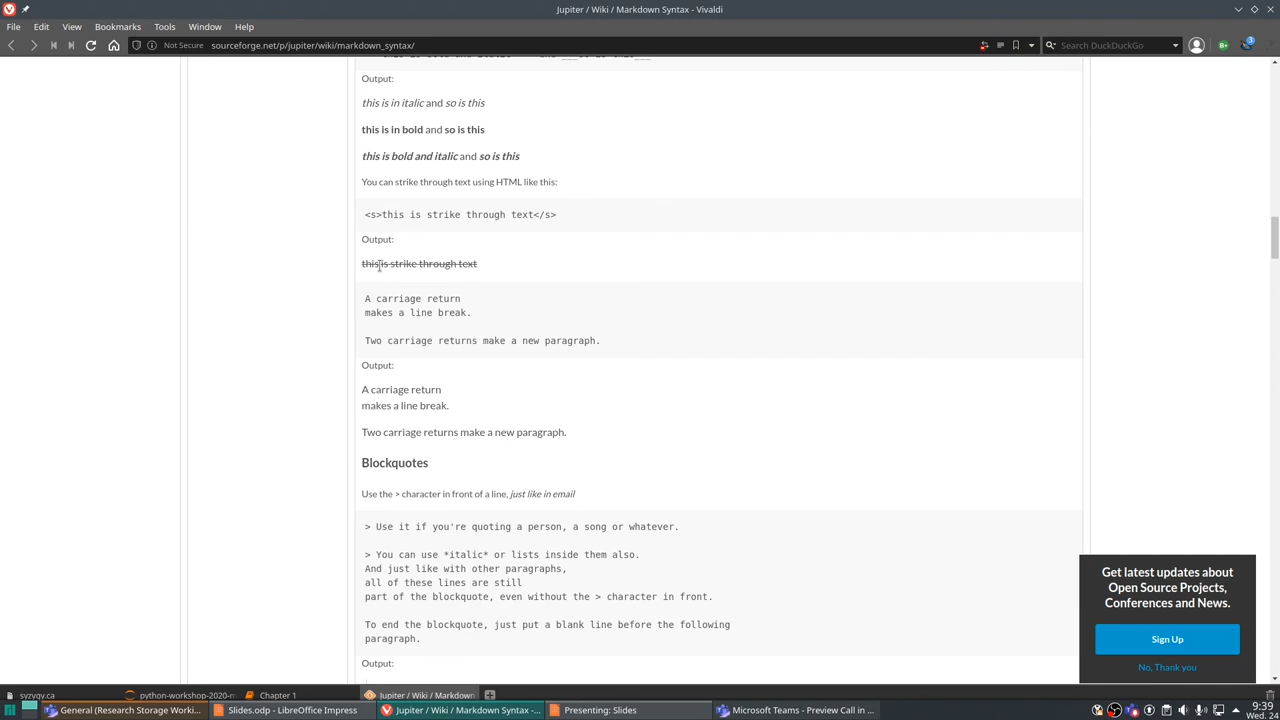 Jupiter / Wiki / Markdown Syntax - Vivaldi
File Edit View Bookmarks Tools Window Help
Not Secure sourceforge.net/p/jupiter/wiki/markdown_syntax/ Search DuckDuckGo
Output:
this is in italic and so is this
this is in bold and so is this
this is bold and italic and so is this
You can strike through text using HTML like this:
<s>this is strike through text</s>
Output:
this is strike through text
A carriage return
makes a line break.
Two carriage returns make a new paragraph.
Output:
A carriage return
makes a line break.
Two carriage returns make a new paragraph.
Blockquotes
Use the > character in front of a line, just like in email
> Use it if you're quoting a person, a song or whatever.
> You can use *italic* or lists inside them also.
And just like with other paragraphs,
all of these lines are still
part of the blockquote, even without the > character in front.
To end the blockquote, just put a blank line before the following
paragraph.
Output:
Get latest updates about
Open Source Projects,
Conferences and News.
Sign Up
No, Thank you
syzygy.ca python-workshop-2020-m Chapter 1 Jupiter / Wiki / Markdown
General (Research Storage Worki... Slides.odp - LibreOffice Impress Jupiter / Wiki / Markdown Syntax -... Presenting: Slides Microsoft Teams - Preview Call in ...
9:39
Wed. 24